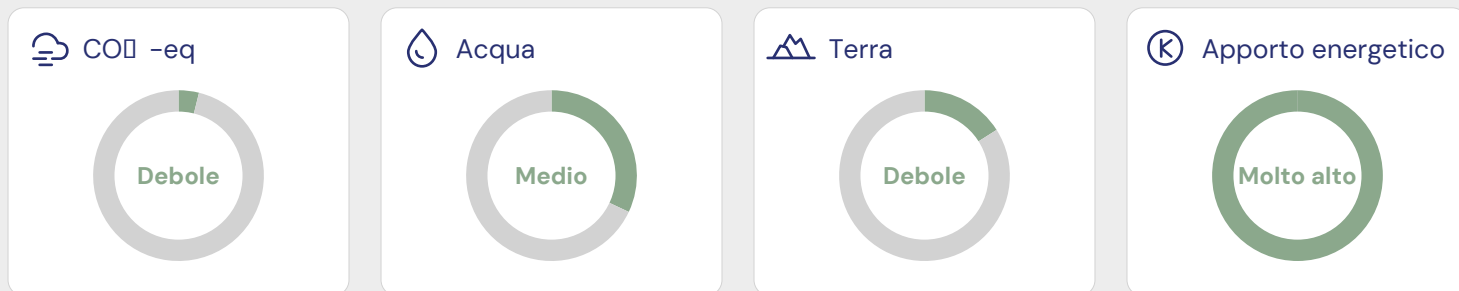 CO▯ -eq
Debole
Acqua
Medio
Terra
Debole
Apporto energetico
Molto alto